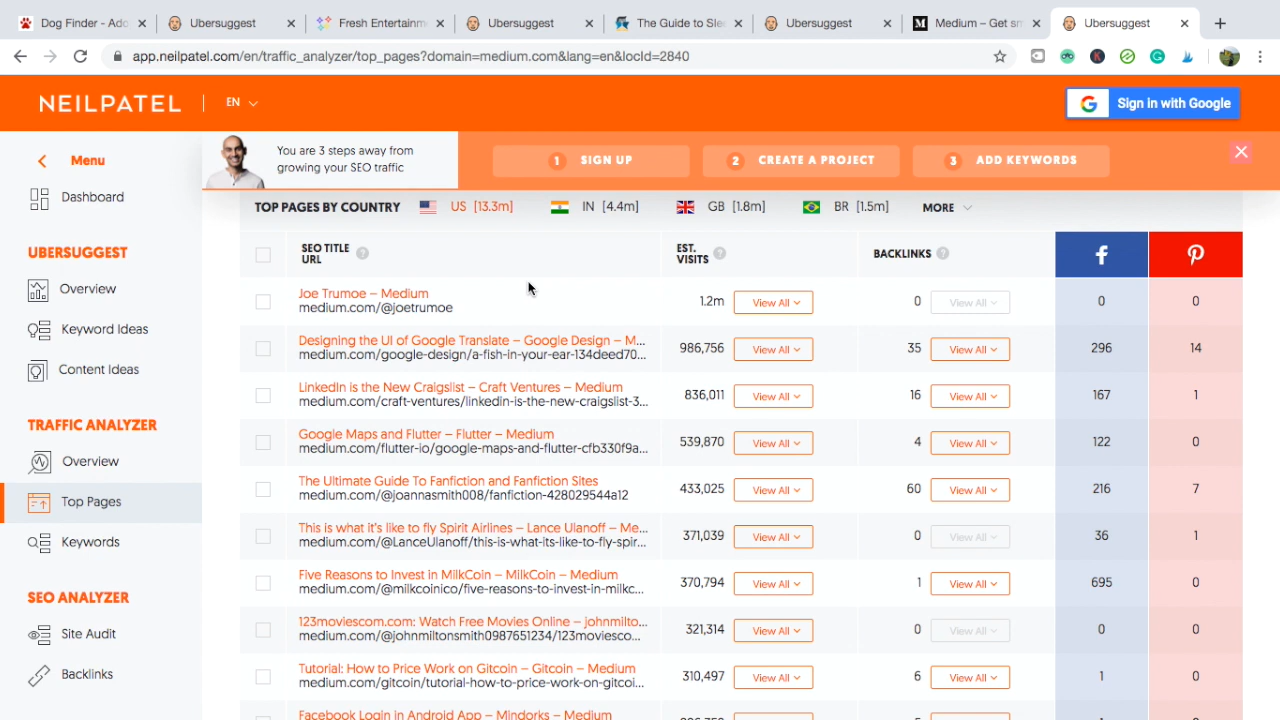 Dog Finder - Ado
Ubersuggest
Fresh Entertainm
Ubersuggest
The Guide to Sle
Ubersuggest
Medium – Get sm
Ubersuggest
app.neilpatel.com/en/traffic_analyzer/top_pages?domain=medium.com&lang=en&locId=2840
NEILPATEL
EN
Sign in with Google
Menu
You are 3 steps away from
growing your SEO traffic
1 SIGN UP
2 CREATE A PROJECT
3 ADD KEYWORDS
Dashboard
UBERSUGGEST
Overview
Keyword Ideas
Content Ideas
TRAFFIC ANALYZER
Overview
Top Pages
Keywords
SEO ANALYZER
Site Audit
Backlinks
TOP PAGES BY COUNTRY US [13.3m] IN [4.4m] GB [1.8m] BR [1.5m] MORE
SEO TITLE
URL
EST.
VISITS
BACKLINKS
Joe Trumoe – Medium
medium.com/@joetrumoe
1.2m View All 0 View All 0 0
Designing the UI of Google Translate – Google Design – M...
medium.com/google-design/a-fish-in-your-ear-134deed70...
986,756 View All 35 View All 296 14
LinkedIn is the New Craigslist – Craft Ventures – Medium
medium.com/craft-ventures/linkedin-is-the-new-craigslist-3...
836,011 View All 16 View All 167 1
Google Maps and Flutter – Flutter – Medium
medium.com/flutter-io/google-maps-and-flutter-cfb330f9a...
539,870 View All 4 View All 122 0
The Ultimate Guide To Fanfiction and Fanfiction Sites
medium.com/@joannasmith008/fanfiction-428029544a12
433,025 View All 60 View All 216 7
This is what it's like to fly Spirit Airlines – Lance Ulanoff – Me...
medium.com/@LanceUlanoff/this-is-what-its-like-to-fly-spir...
371,039 View All 0 View All 36 1
Five Reasons to Invest in MilkCoin – MilkCoin – Medium
medium.com/@milkcoinico/five-reasons-to-invest-in-milkc...
370,794 View All 1 View All 695 0
123moviescom.com: Watch Free Movies Online – johnmilto...
medium.com/@johnmiltonsmith0987651234/123moviesco...
321,314 View All 0 View All 0 0
Tutorial: How to Price Work on Gitcoin – Gitcoin – Medium
medium.com/gitcoin/tutorial-how-to-price-work-on-gitcoi...
310,497 View All 6 View All 1 0
Facebook Login in Android App – Mindorks – Medium